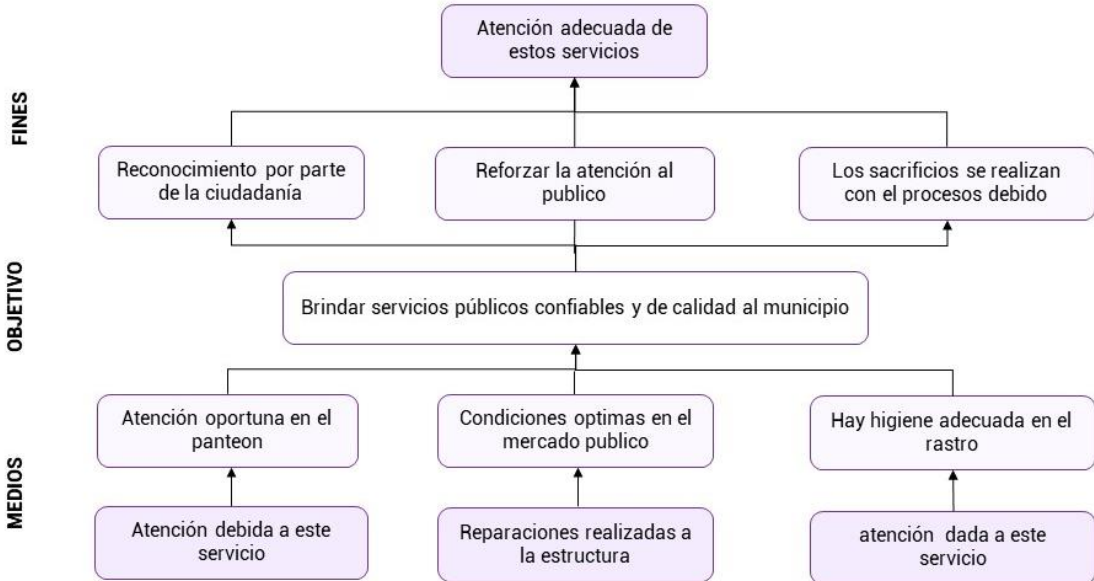 Atención adecuada de
estos servicios
FINES
Reconocimiento por parte
de la ciudadanía
Reforzar la atención al
publico
Los sacrificios se realizan
con el procesos debido
OBJETIVO
Brindar servicios públicos confiables y de calidad al municipio
MEDIOS
Atención oportuna en el
panteon
Condiciones optimas en el
mercado publico
Hay higiene adecuada en el
rastro
Atención debida a este
servicio
Reparaciones realizadas a
la estructura
atención dada a este
servicio